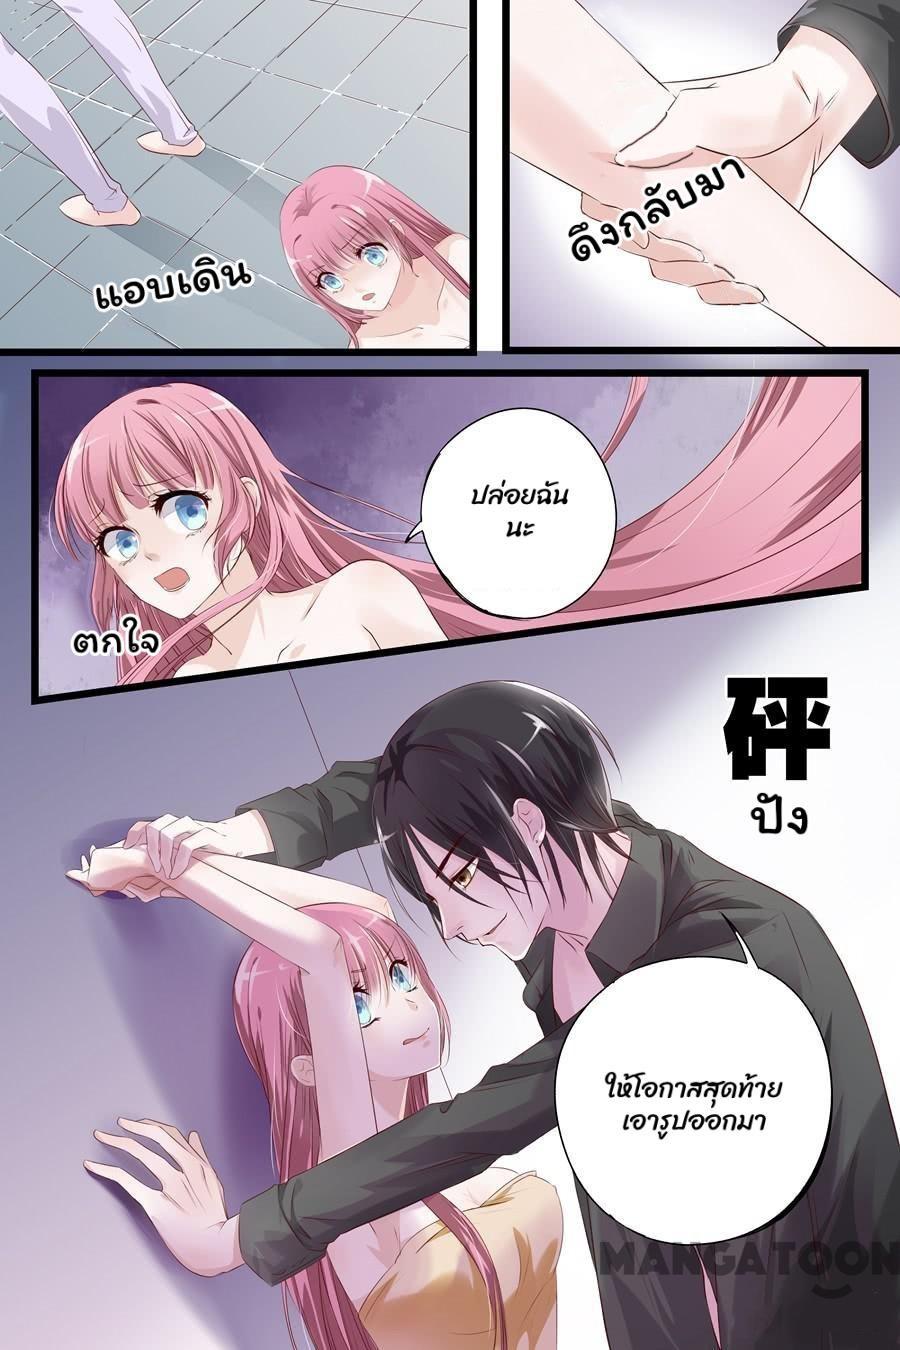 แอบเดิน
ดึงกลับมา
ปล่อยฉัน
นะ
ตกใจ
砰
ปัง
ให้โอกาสสุดท้าย
เอารูปออกมา
MANGATOON